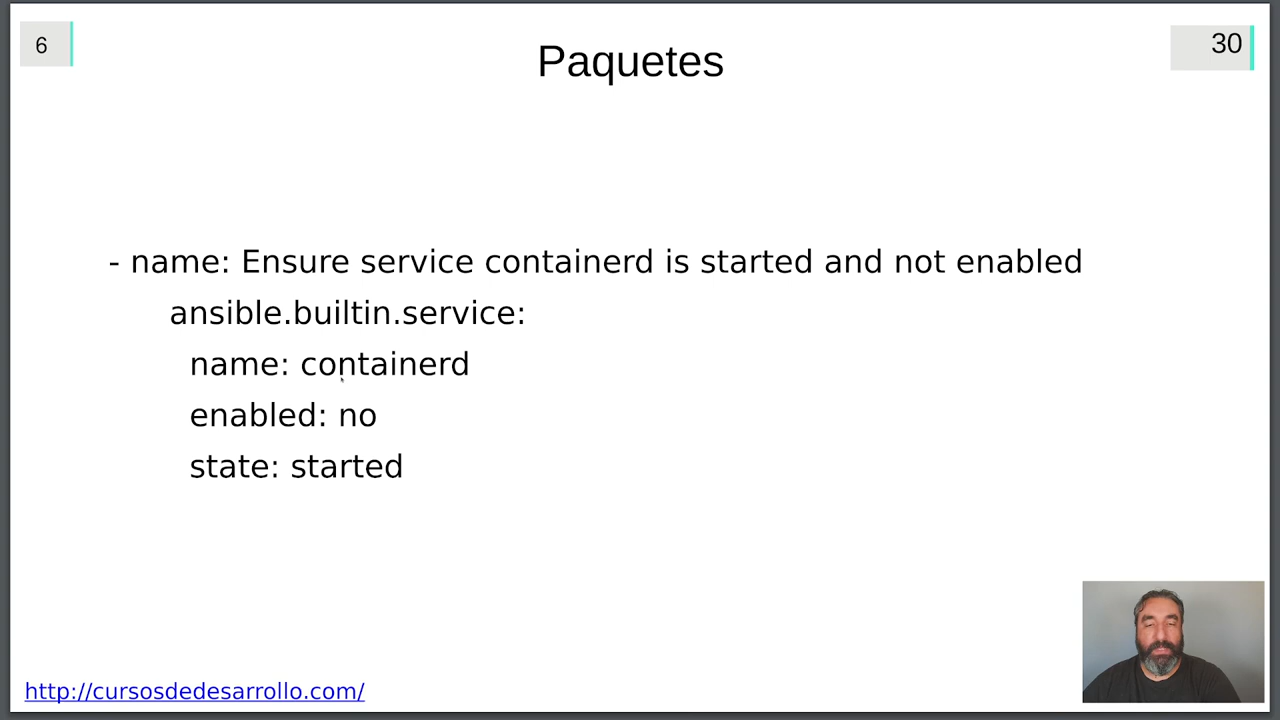 6
Paquetes
30
- name: Ensure service containerd is started and not enabled
ansible.builtin.service:
name: containerd
enabled: no
state: started
http://cursosdedesarrollo.com/